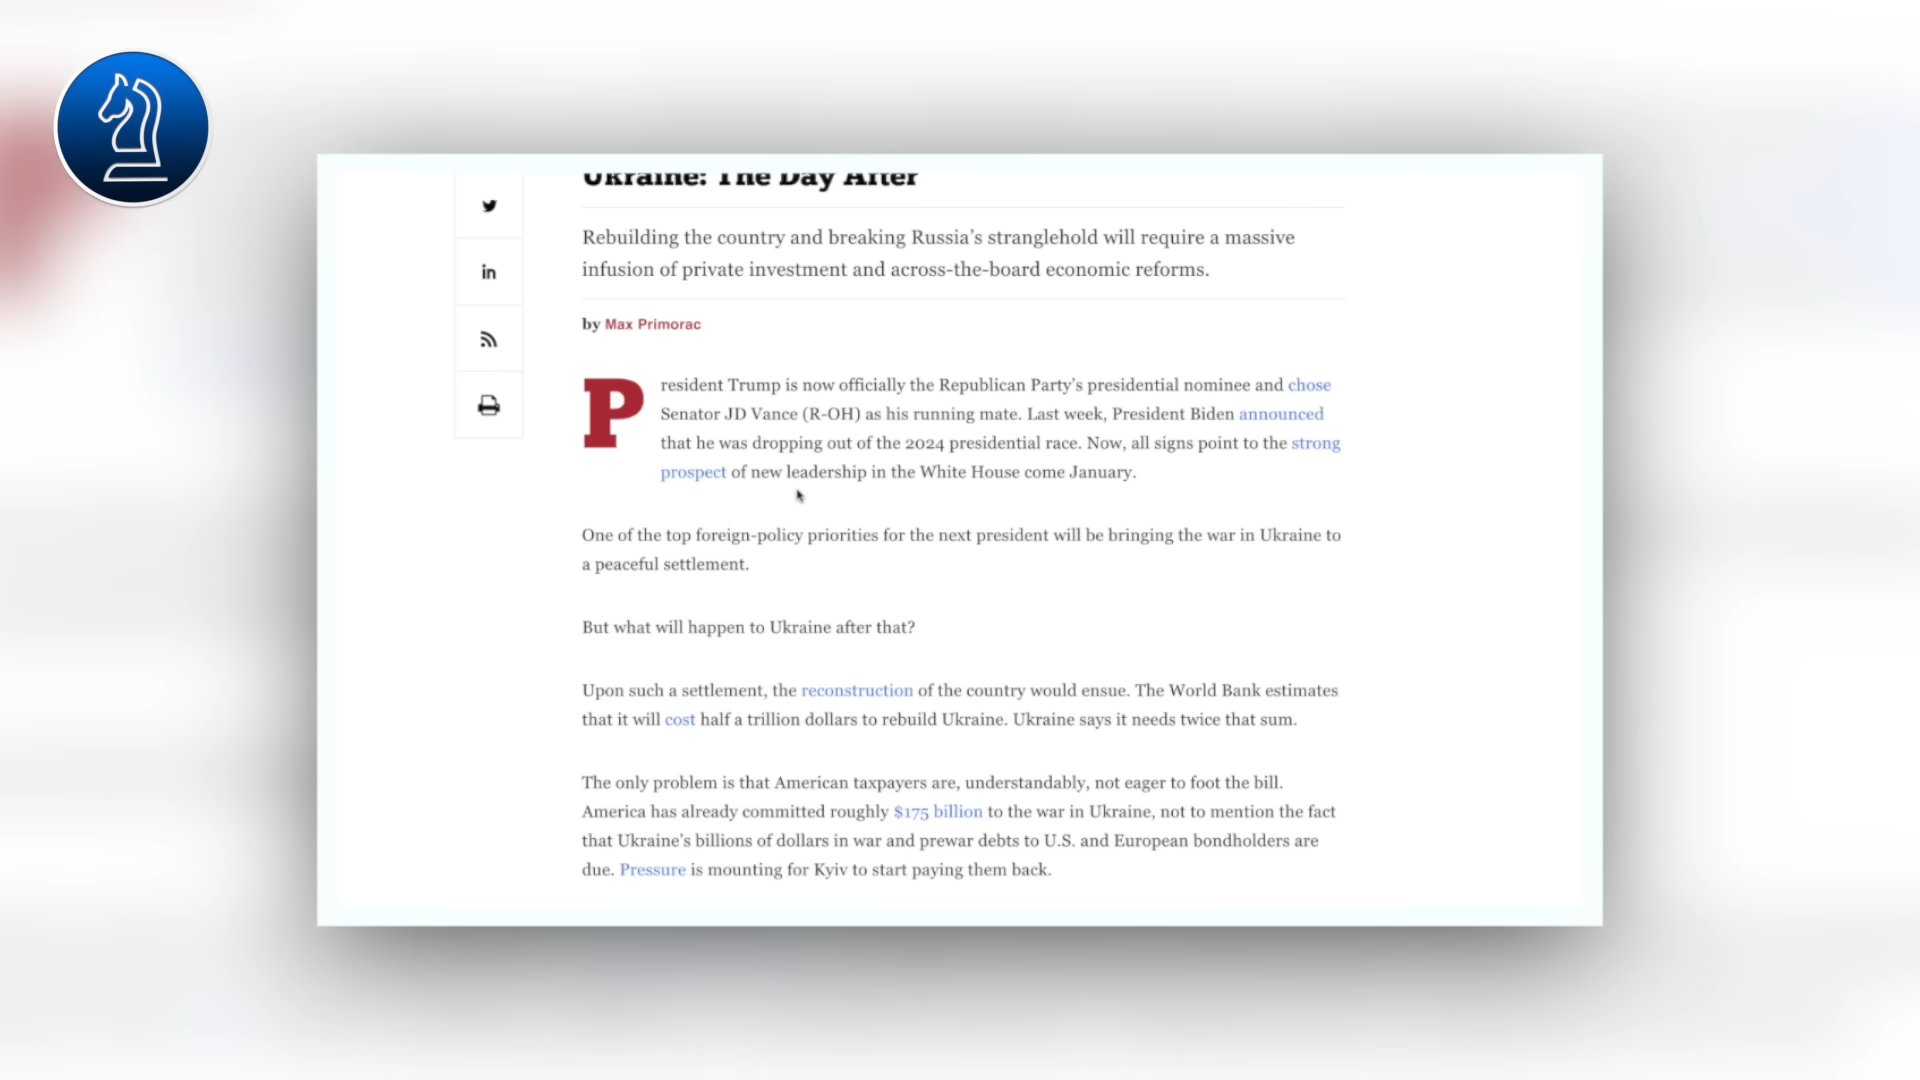 Ukraine: The Day After
Rebuilding the country and breaking Russia’s stranglehold will require a massive
infusion of private investment and across-the-board economic reforms.
by Max Primorac
President Trump is now officially the Republican Party’s presidential nominee and chose
Senator JD Vance (R-OH) as his running mate. Last week, President Biden announced
that he was dropping out of the 2024 presidential race. Now, all signs point to the strong
prospect of new leadership in the White House come January.
One of the top foreign-policy priorities for the next president will be bringing the war in Ukraine to
a peaceful settlement.
But what will happen to Ukraine after that?
Upon such a settlement, the reconstruction of the country would ensue. The World Bank estimates
that it will cost half a trillion dollars to rebuild Ukraine. Ukraine says it needs twice that sum.
The only problem is that American taxpayers are, understandably, not eager to foot the bill.
America has already committed roughly $175 billion to the war in Ukraine, not to mention the fact
that Ukraine’s billions of dollars in war and prewar debts to U.S. and European bondholders are
due. Pressure is mounting for Kyiv to start paying them back.